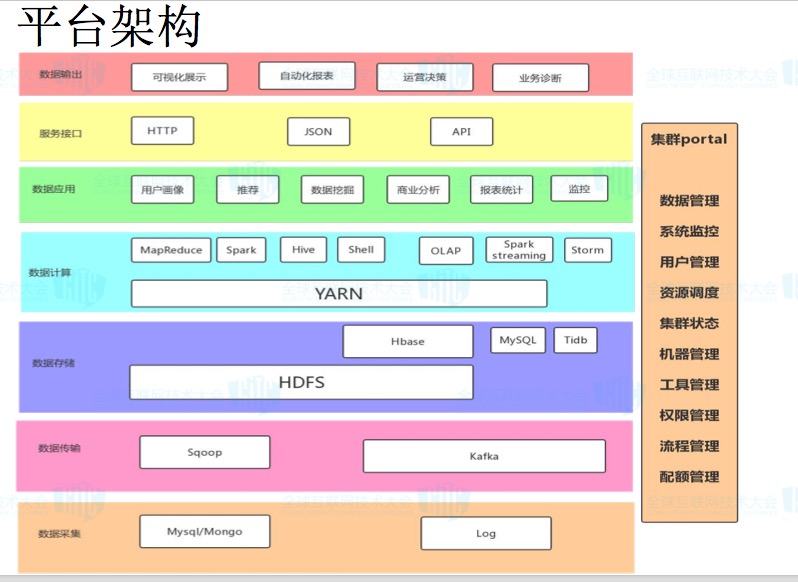 平台架构
数据输出
可视化展示
自动化报表
运营决策
业务诊断
服务接口
HTTP
JSON
API
数据应用
用户画像
推荐
数据挖掘
商业分析
报表统计
监控
数据计算
MapReduce
Spark
Hive
Shell
OLAP
Spark
streaming
Storm
YARN
数据存储
Hbase
MySQL
Tidb
HDFS
数据传输
Sqoop
Kafka
数据采集
Mysql/Mongo
Log
集群portal
数据管理
系统监控
用户管理
资源调度
集群状态
机器管理
工具管理
权限管理
流程管理
配额管理
全球互联网技术大会